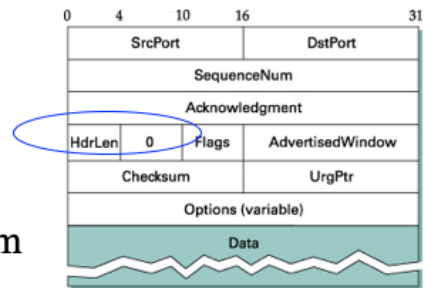 0 4 10 16 31
SrcPort DstPort
SequenceNum
Acknowledgment
HdrLen 0 Flags AdvertisedWindow
Checksum UrgPtr
Options (variable)
m
Data